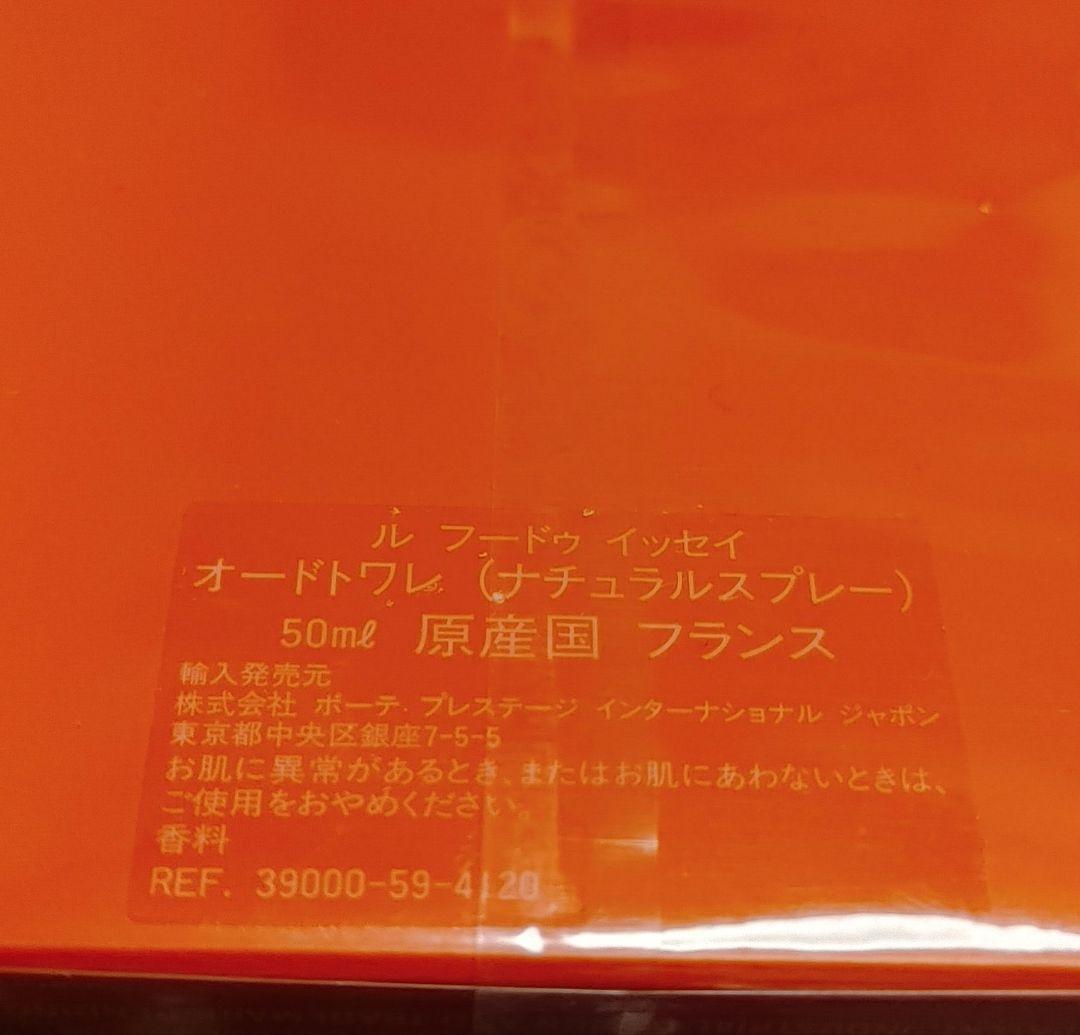 ル フードゥ イッセイ
オードトワレ (ナチュラルスプレー)
50mℓ 原産国 フランス
輸入発売元
株式会社 ボーテ プレステージ インターナショナル ジャポン
東京都中央区銀座7-5-5
お肌に異常があるとき、またはお肌にあわないときは、
ご使用をおやめください。
香料
REF. 39000-59-4120